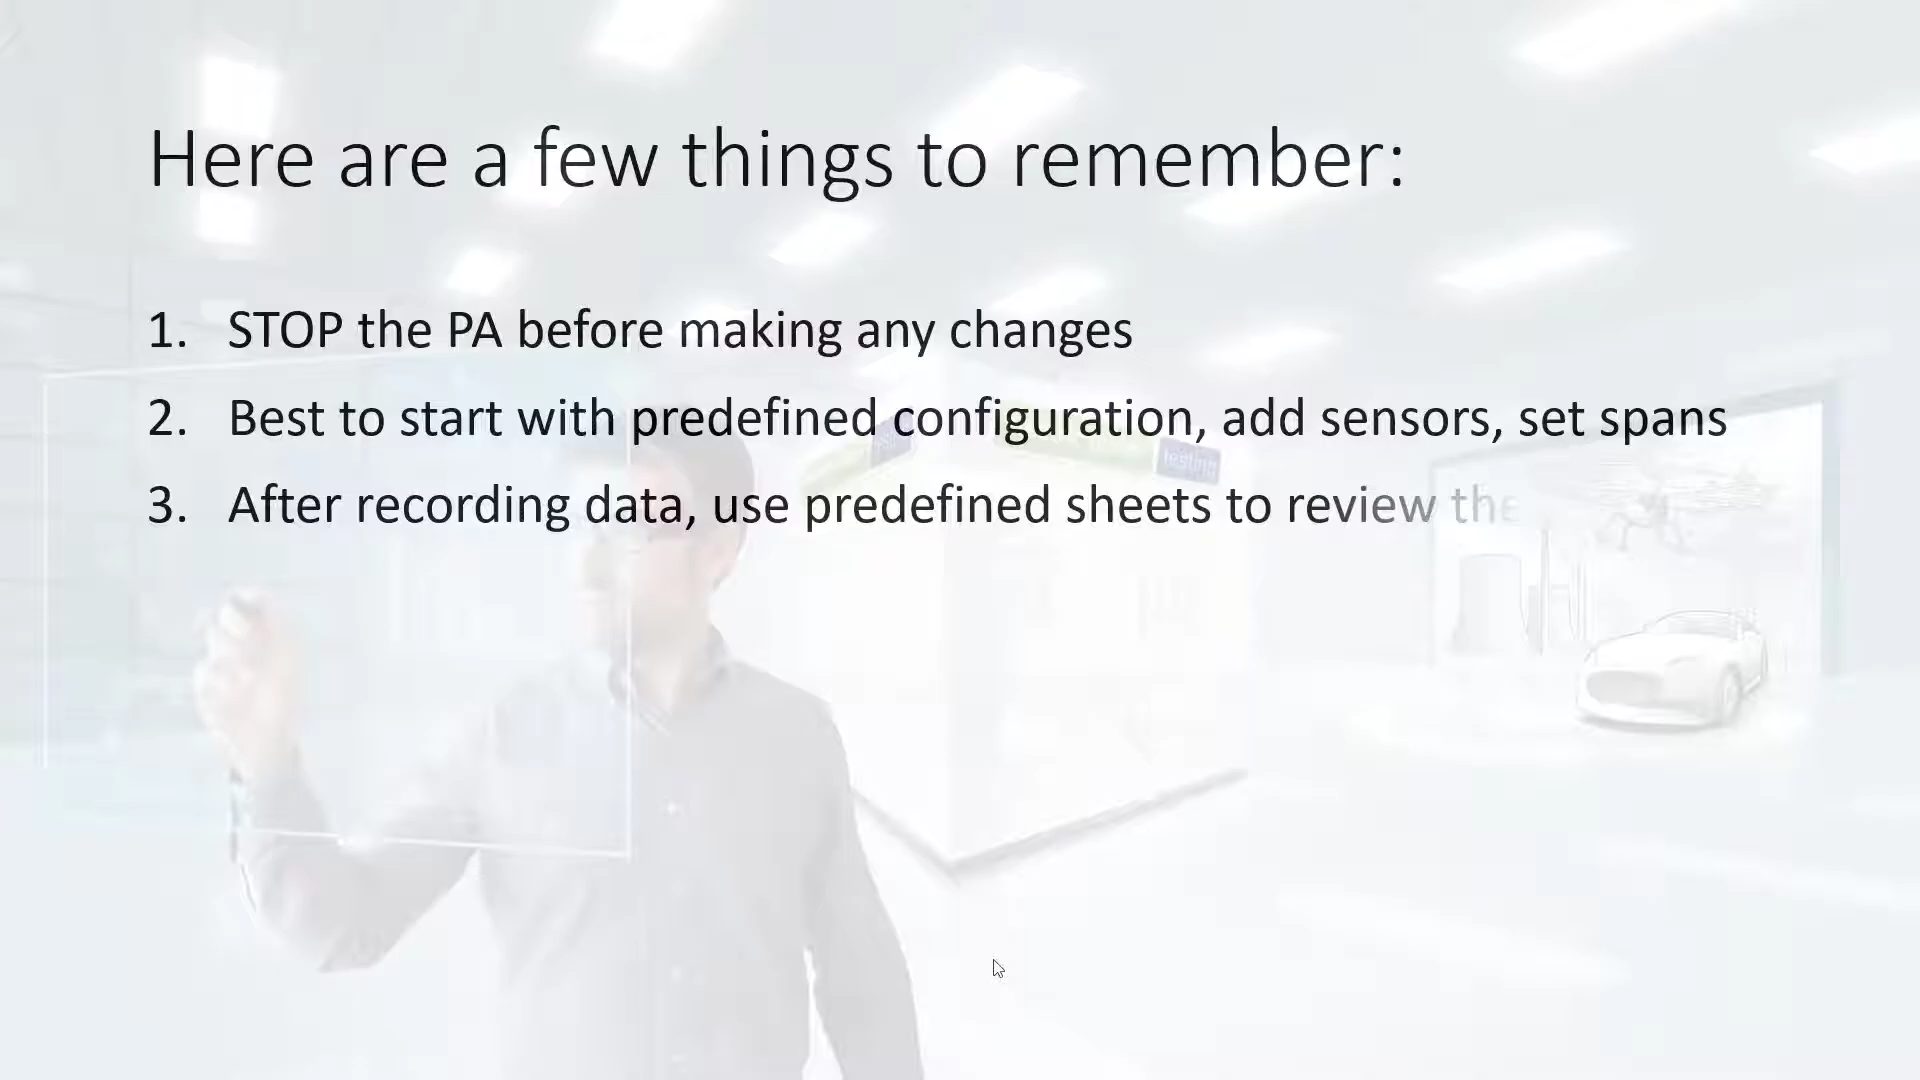 Here are a few things to remember:
1. STOP the PA before making any changes
2. Best to start with predefined configuration, add sensors, set spans
3. After recording data, use predefined sheets to review the
testing